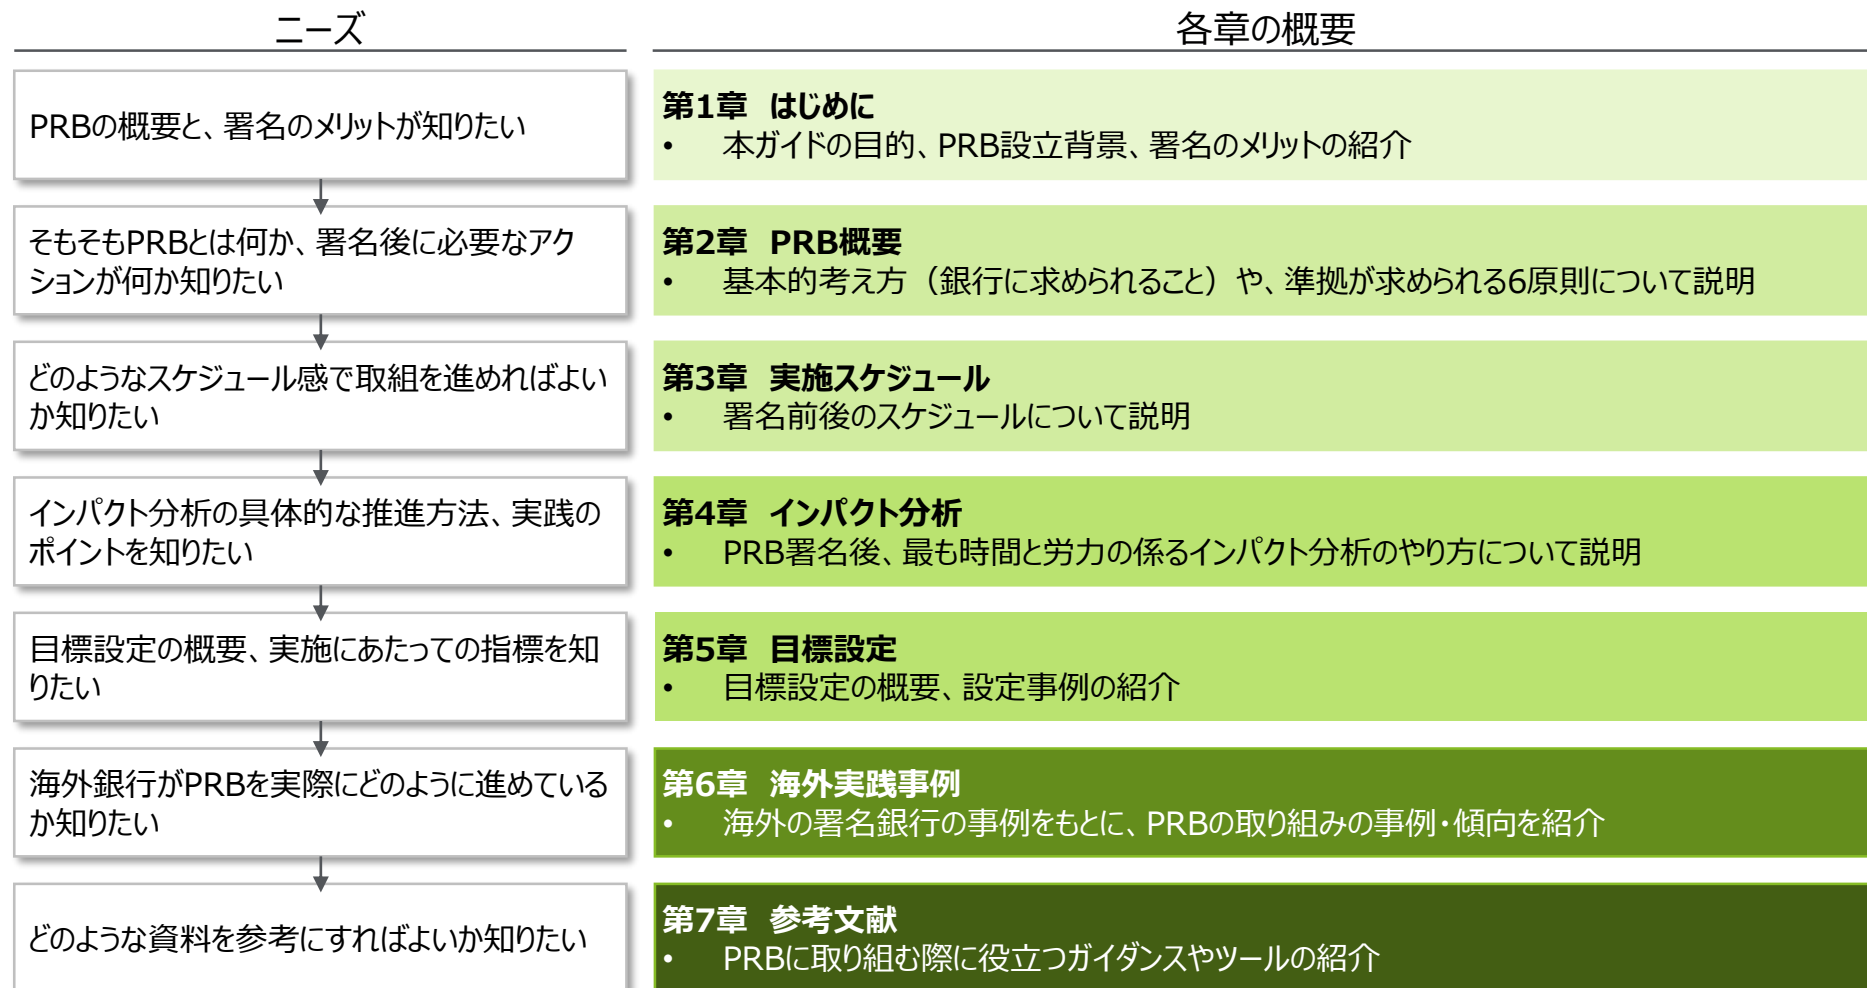 ニーズ
各章の概要
PRBの概要と、署名のメリットが知りたい
第1章 はじめに
• 本ガイドの目的、PRB設立背景、署名のメリットの紹介
そもそもPRBとは何か、署名後に必要なアク
ションが何か知りたい
第2章 PRB概要
• 基本的考え方（銀行に求められること）や、準拠が求められる6原則について説明
どのようなスケジュール感で取組を進めればよい
か知りたい
第3章 実施スケジュール
• 署名前後のスケジュールについて説明
インパクト分析の具体的な推進方法、実践の
ポイントを知りたい
第4章 インパクト分析
• PRB署名後、最も時間と労力の係るインパクト分析のやり方について説明
目標設定の概要、実施にあたっての指標を知
りたい
第5章 目標設定
• 目標設定の概要、設定事例の紹介
海外銀行がPRBを実際にどのように進めている
か知りたい
第6章 海外実践事例
• 海外の署名銀行の事例をもとに、PRBの取り組みの事例・傾向を紹介
どのような資料を参考にすればよいか知りたい
第7章 参考文献
• PRBに取り組む際に役立つガイダンスやツールの紹介